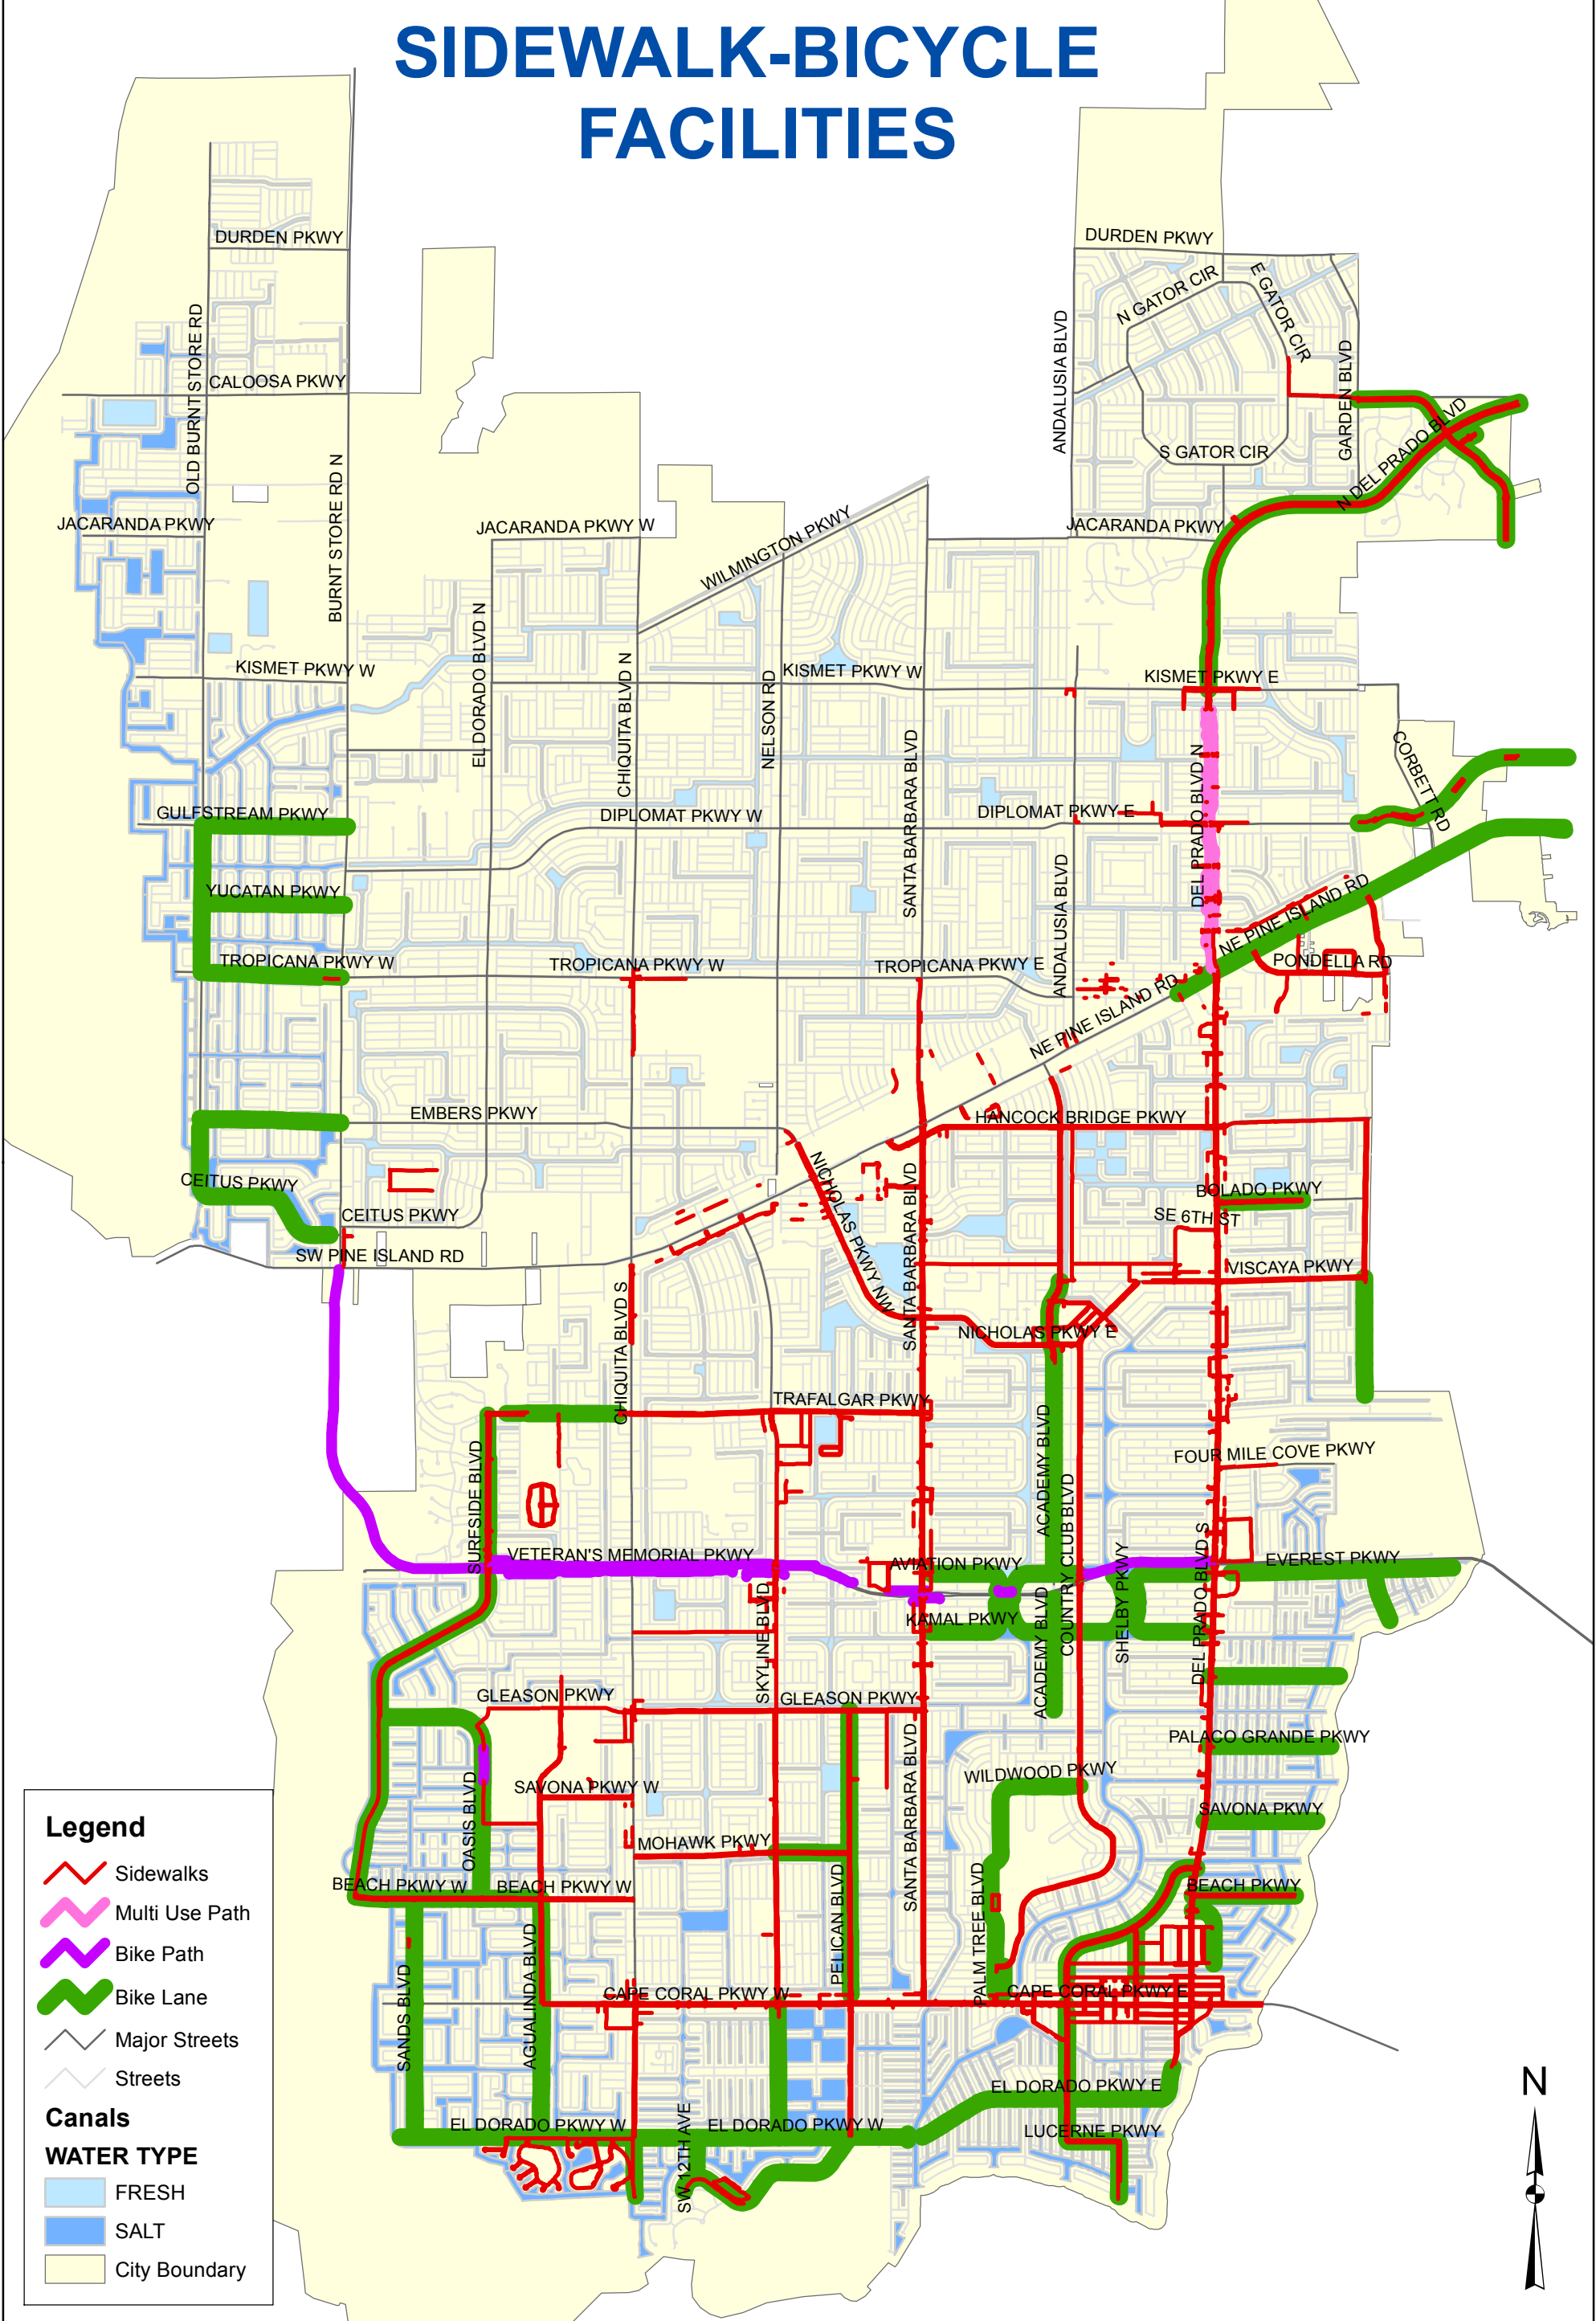 SIDEWALK-BICYCLE
FACILITIES
DURDEN PKWY
DURDEN PKWY
N GATOR CIR
E GATOR CIR
OLD BURNT STORE RD
ANDALUSIA BLVD
GARDEN BLVD
CALOOSA PKWY
N DEL PRADO BLVD
S GATOR CIR
BURNT STORE RD N
JACARANDA PKWY
JACARANDA PKWY W
WILMINGTON PKWY
JACARANDA PKWY
EL DORADO BLVD N
CHIQUITA BLVD N
NELSON RD
KISMET PKWY W
KISMET PKWY W
KISMET PKWY E
SANTA BARBARA BLVD
DEL PRADO BLVD N
CORBETT RD
GULFSTREAM PKWY
DIPLOMAT PKWY W
DIPLOMAT PKWY E
YUCATAN PKWY
ANDALUSIA BLVD
NE PINE ISLAND RD
TROPICANA PKWY W
TROPICANA PKWY W
TROPICANA PKWY E
PONDELLA RD
NE PINE ISLAND RD
EMBERS PKWY
HANCOCK BRIDGE PKWY
CEITUS PKWY
NICHOLAS PKWY NW
SANTA BARBARA BLVD
BOLADO PKWY
CEITUS PKWY
SE 6TH ST
SW PINE ISLAND RD
VISCAYA PKWY
CHIQUITA BLVD S
NICHOLAS PKWY E
TRAFALGAR PKWY
SURFSIDE BLVD
ACADEMY BLVD
COUNTRY CLUB BLVD
FOUR MILE COVE PKWY
VETERAN'S MEMORIAL PKWY
AVIATION PKWY
SHELBY PKWY
DEL PRADO BLVD S
EVEREST PKWY
SKYLINE BLVD
KAMAL PKWY
ACADEMY BLVD
GLEASON PKWY
GLEASON PKWY
SANTA BARBARA BLVD
PALACO GRANDE PKWY
OASIS BLVD
SAVONA PKWY W
WILDWOOD PKWY
SAVONA PKWY
MOHAWK PKWY
BEACH PKWY W
BEACH PKWY W
PELICAN BLVD
PALM TREE BLVD
BEACH PKWY
SANDS BLVD
AGUALINDA BLVD
CAPE CORAL PKWY W
CAPE CORAL PKWY E
EL DORADO PKWY E
EL DORADO PKWY W
SW 12TH AVE
EL DORADO PKWY W
LUCERNE PKWY
Legend
Sidewalks
Multi Use Path
Bike Path
Bike Lane
Major Streets
Streets
Canals
WATER TYPE
FRESH
SALT
City Boundary
N